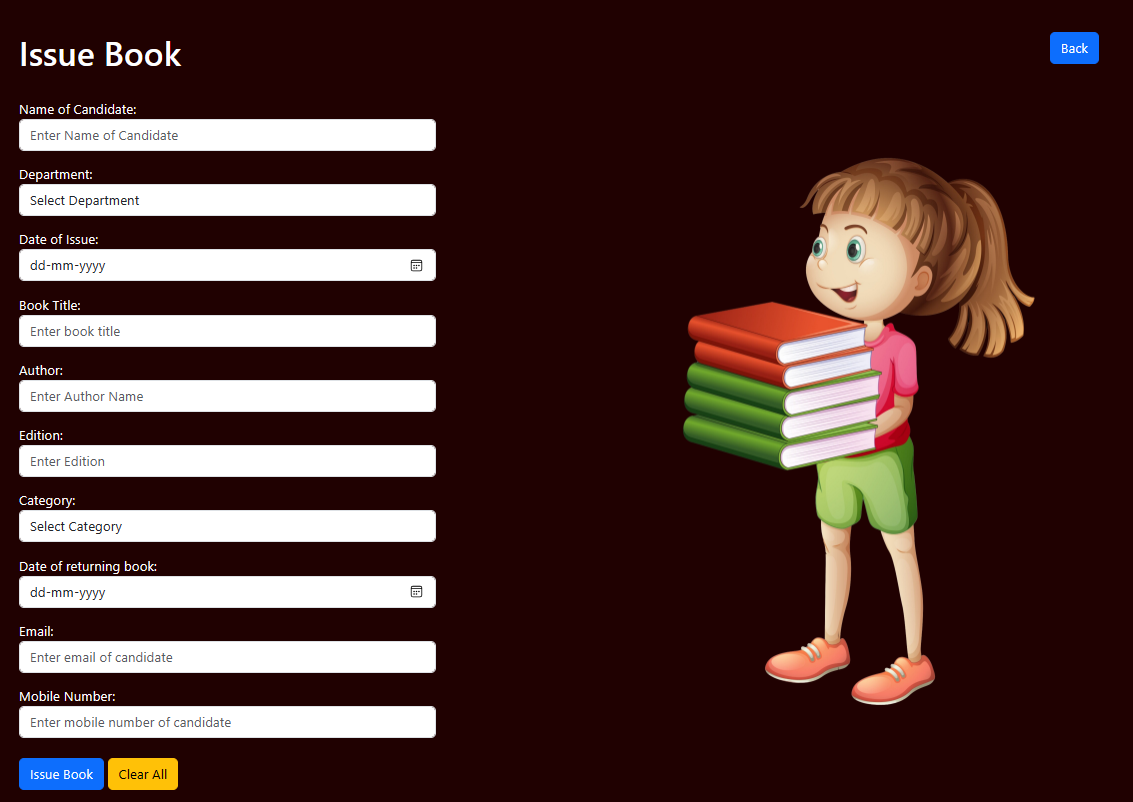 Issue Book
Back
Name of Candidate:
Enter Name of Candidate
Department:
Select Department
Date of Issue:
dd-mm-yyyy
Book Title:
Enter book title
Author:
Enter Author Name
Edition:
Enter Edition
Category:
Select Category
Date of returning book:
dd-mm-yyyy
Email:
Enter email of candidate
Mobile Number:
Enter mobile number of candidate
Issue Book Clear All